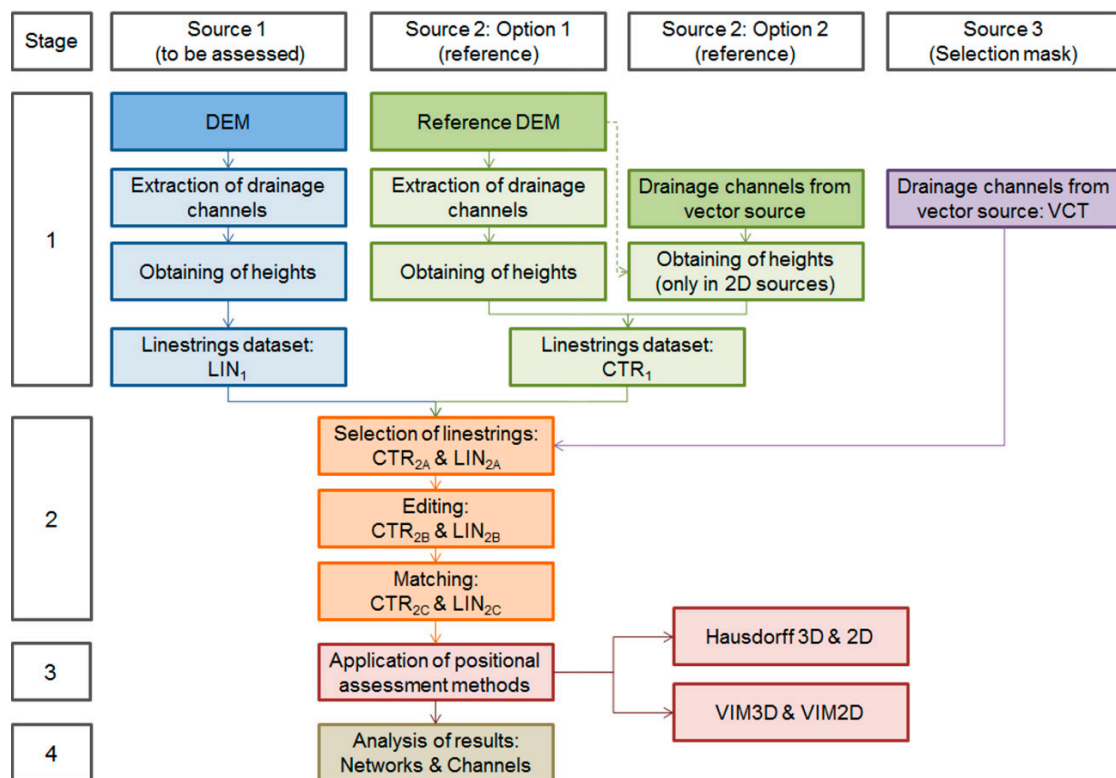 Stage
Source 1
(to be assessed)
Source 2: Option 1
(reference)
Source 2: Option 2
(reference)
Source 3
(Selection mask)
1
DEM
Reference DEM
Extraction of drainage
channels
Extraction of drainage
channels
Drainage channels from
vector source
Drainage channels from
vector source: VCT
Obtaining of heights
Obtaining of heights
Obtaining of heights
(only in 2D sources)
Linestrings dataset:
LIN₁
Linestrings dataset:
CTR₁
2
Selection of linestrings:
CTR₂A & LIN₂A
Editing:
CTR₂B & LIN₂B
Matching:
CTR₂C & LIN₂C
3
Application of positional
assessment methods
Hausdorff 3D & 2D
VIM3D & VIM2D
4
Analysis of results:
Networks & Channels